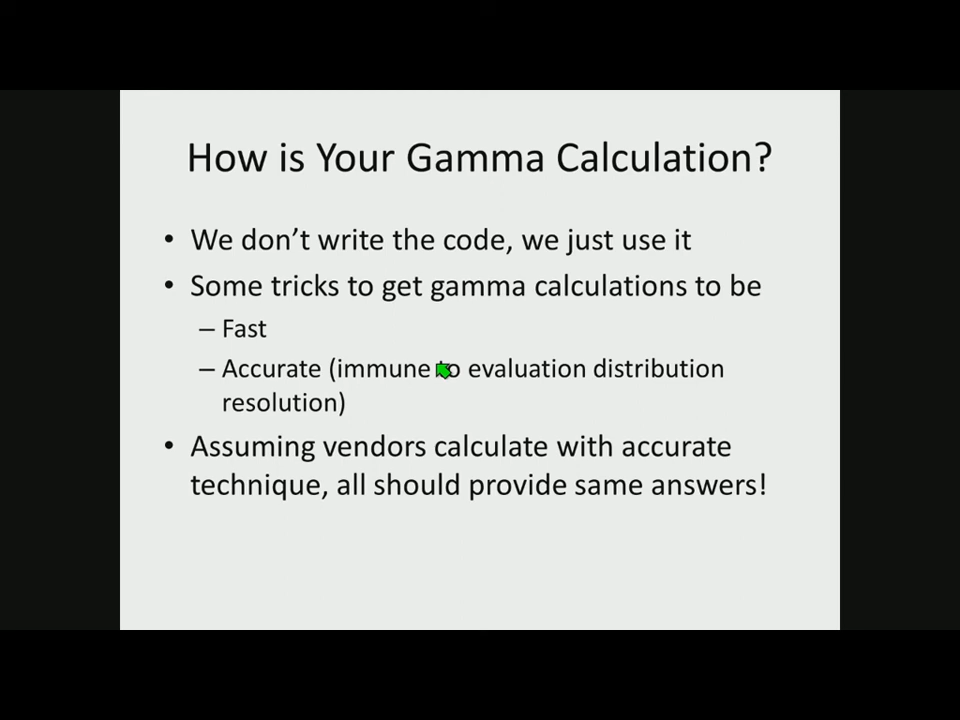 How is Your Gamma Calculation?
• We don't write the code, we just use it
• Some tricks to get gamma calculations to be
– Fast
– Accurate (immune to evaluation distribution
resolution)
• Assuming vendors calculate with accurate
technique, all should provide same answers!